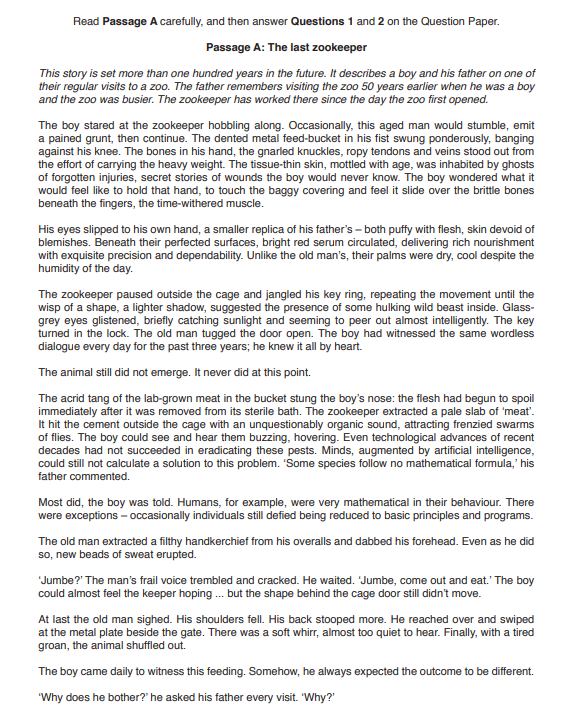 Read Passage A carefully, and then answer Questions 1 and 2 on the Question Paper.
Passage A: The last zookeeper
This story is set more than one hundred years in the future. It describes a boy and his father on one of
their regular visits to a zoo. The father remembers visiting the zoo 50 years earlier when he was a boy
and the zoo was busier. The zookeeper has worked there since the day the zoo first opened.
The boy stared at the zookeeper hobbling along. Occasionally, this aged man would stumble, emit
a pained grunt, then continue. The dented metal feed-bucket in his fist swung ponderously, banging
against his knee. The bones in his hand, the gnarled knuckles, ropy tendons and veins stood out from
the effort of carrying the heavy weight. The tissue-thin skin, mottled with age, was inhabited by ghosts
of forgotten injuries, secret stories of wounds the boy would never know. The boy wondered what it
would feel like to hold that hand, to touch the baggy covering and feel it slide over the brittle bones
beneath the fingers, the time-withered muscle.
His eyes slipped to his own hand, a smaller replica of his father's – both puffy with flesh, skin devoid of
blemishes. Beneath their perfected surfaces, bright red serum circulated, delivering rich nourishment
with exquisite precision and dependability. Unlike the old man's, their palms were dry, cool despite the
humidity of the day.
The zookeeper paused outside the cage and jangled his key ring, repeating the movement until the
wisp of a shape, a lighter shadow, suggested the presence of some hulking wild beast inside. Glass-
grey eyes glistened, briefly catching sunlight and seeming to peer out almost intelligently. The key
turned in the lock. The old man tugged the door open. The boy had witnessed the same wordless
dialogue every day for the past three years; he knew it all by heart.
The animal still did not emerge. It never did at this point.
The acrid tang of the lab-grown meat in the bucket stung the boy's nose: the flesh had begun to spoil
immediately after it was removed from its sterile bath. The zookeeper extracted a pale slab of 'meat'.
It hit the cement outside the cage with an unquestionably organic sound, attracting frenzied swarms
of flies. The boy could see and hear them buzzing, hovering. Even technological advances of recent
decades had not succeeded in eradicating these pests. Minds, augmented by artificial intelligence,
could still not calculate a solution to this problem. 'Some species follow no mathematical formula,' his
father commented.
Most did, the boy was told. Humans, for example, were very mathematical in their behaviour. There
were exceptions – occasionally individuals still defied being reduced to basic principles and programs.
The old man extracted a filthy handkerchief from his overalls and dabbed his forehead. Even as he did
so, new beads of sweat erupted.
'Jumbe?' The man's frail voice trembled and cracked. He waited. 'Jumbe, come out and eat.' The boy
could almost feel the keeper hoping ... but the shape behind the cage door still didn't move.
At last the old man sighed. His shoulders fell. His back stooped more. He reached over and swiped
at the metal plate beside the gate. There was a soft whirr, almost too quiet to hear. Finally, with a tired
groan, the animal shuffled out.
The boy came daily to witness this feeding. Somehow, he always expected the outcome to be different.
'Why does he bother?' he asked his father every visit. 'Why?'